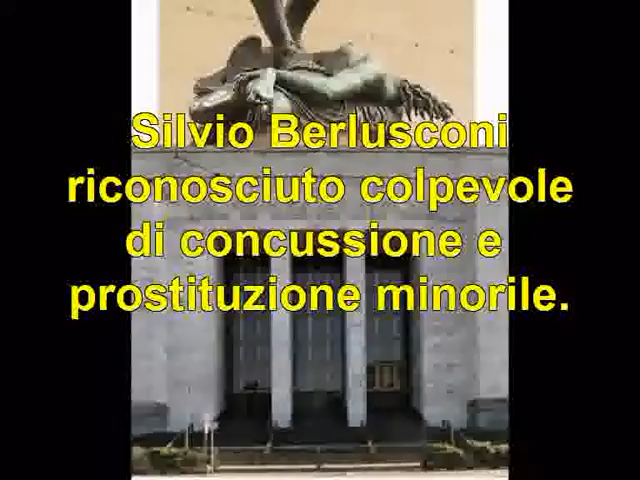 Silvio Berlusconi
riconosciuto colpevole
di concussione e
prostituzione minorile.